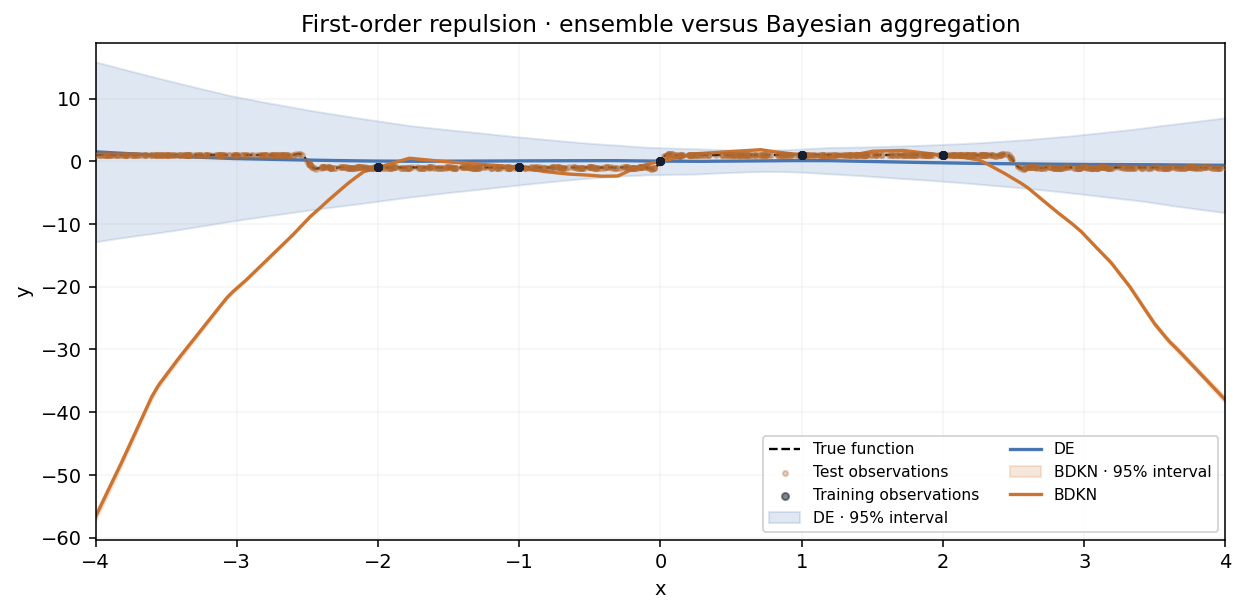 First-order repulsion · ensemble versus Bayesian aggregation
10
0
−10
−20
−30
−40
−50
−60
y
−4
−3
−2
−1
0
1
2
3
4
x
True function
Test observations
Training observations
DE · 95% interval
DE
BDKN · 95% interval
BDKN